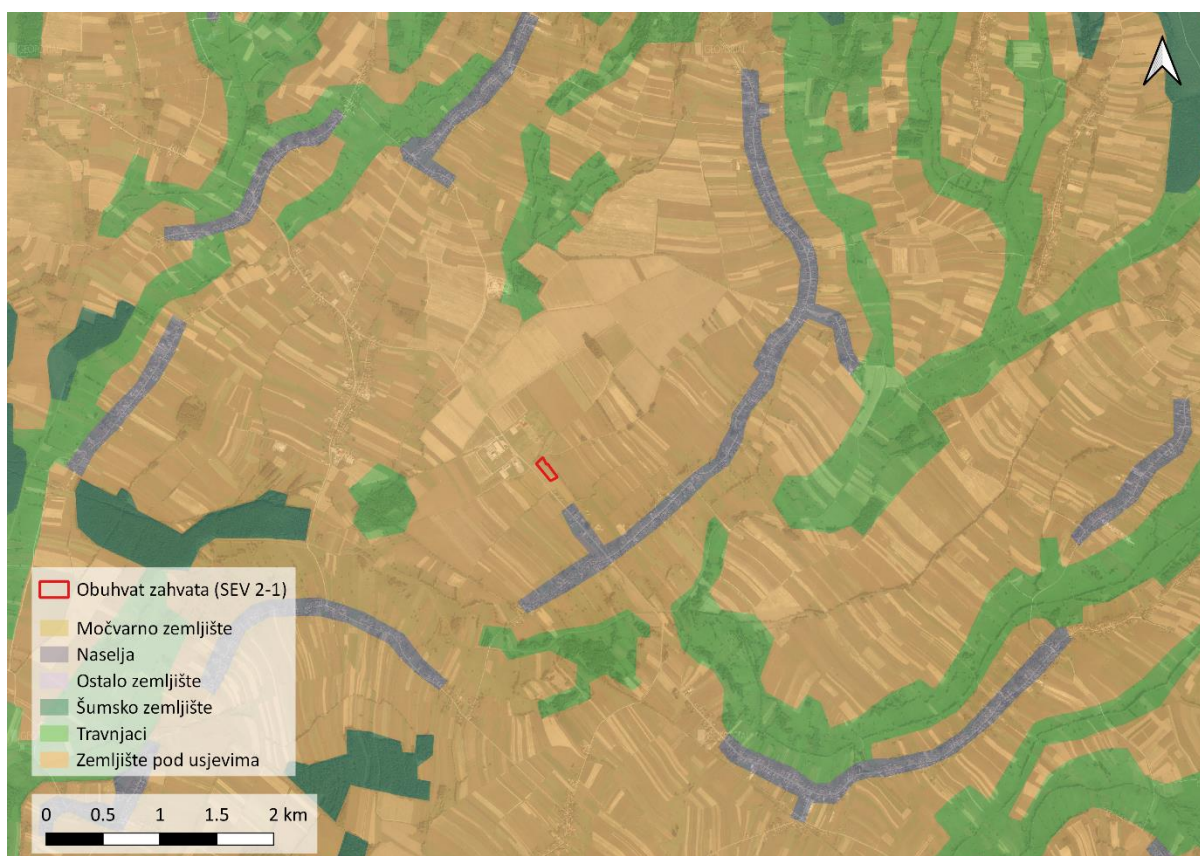 GEOPORTAL
Obuhvat zahvata (SEV 2-1)
Močvarno zemljište
Naselja
Ostalo zemljište
Šumsko zemljište
Travnjaci
Zemljište pod usjevima
0 0.5 1 1.5 2 km